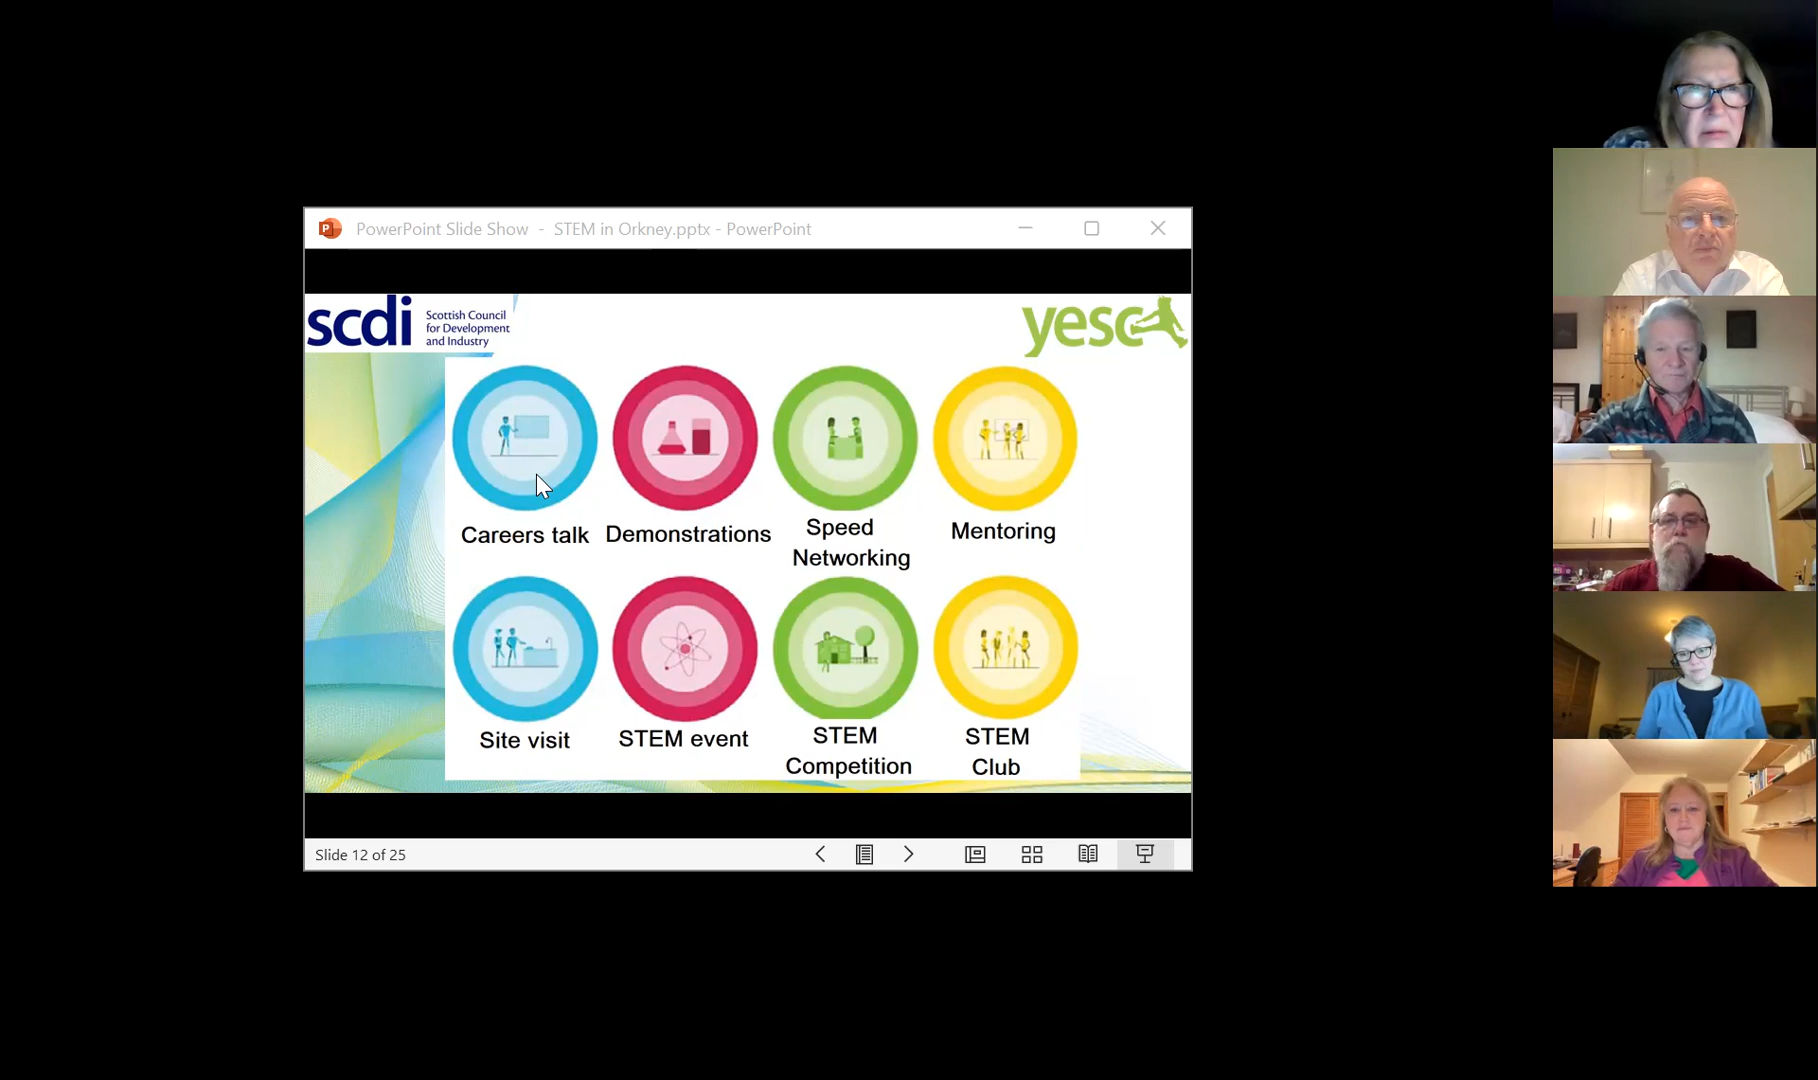 PowerPoint Slide Show - STEM in Orkney.pptx - PowerPoint
scdi
Scottish Council
for Development
and Industry
yesc
Careers talk
Demonstrations
Speed
Networking
Mentoring
Site visit
STEM event
STEM
Competition
STEM
Club
Slide 12 of 25